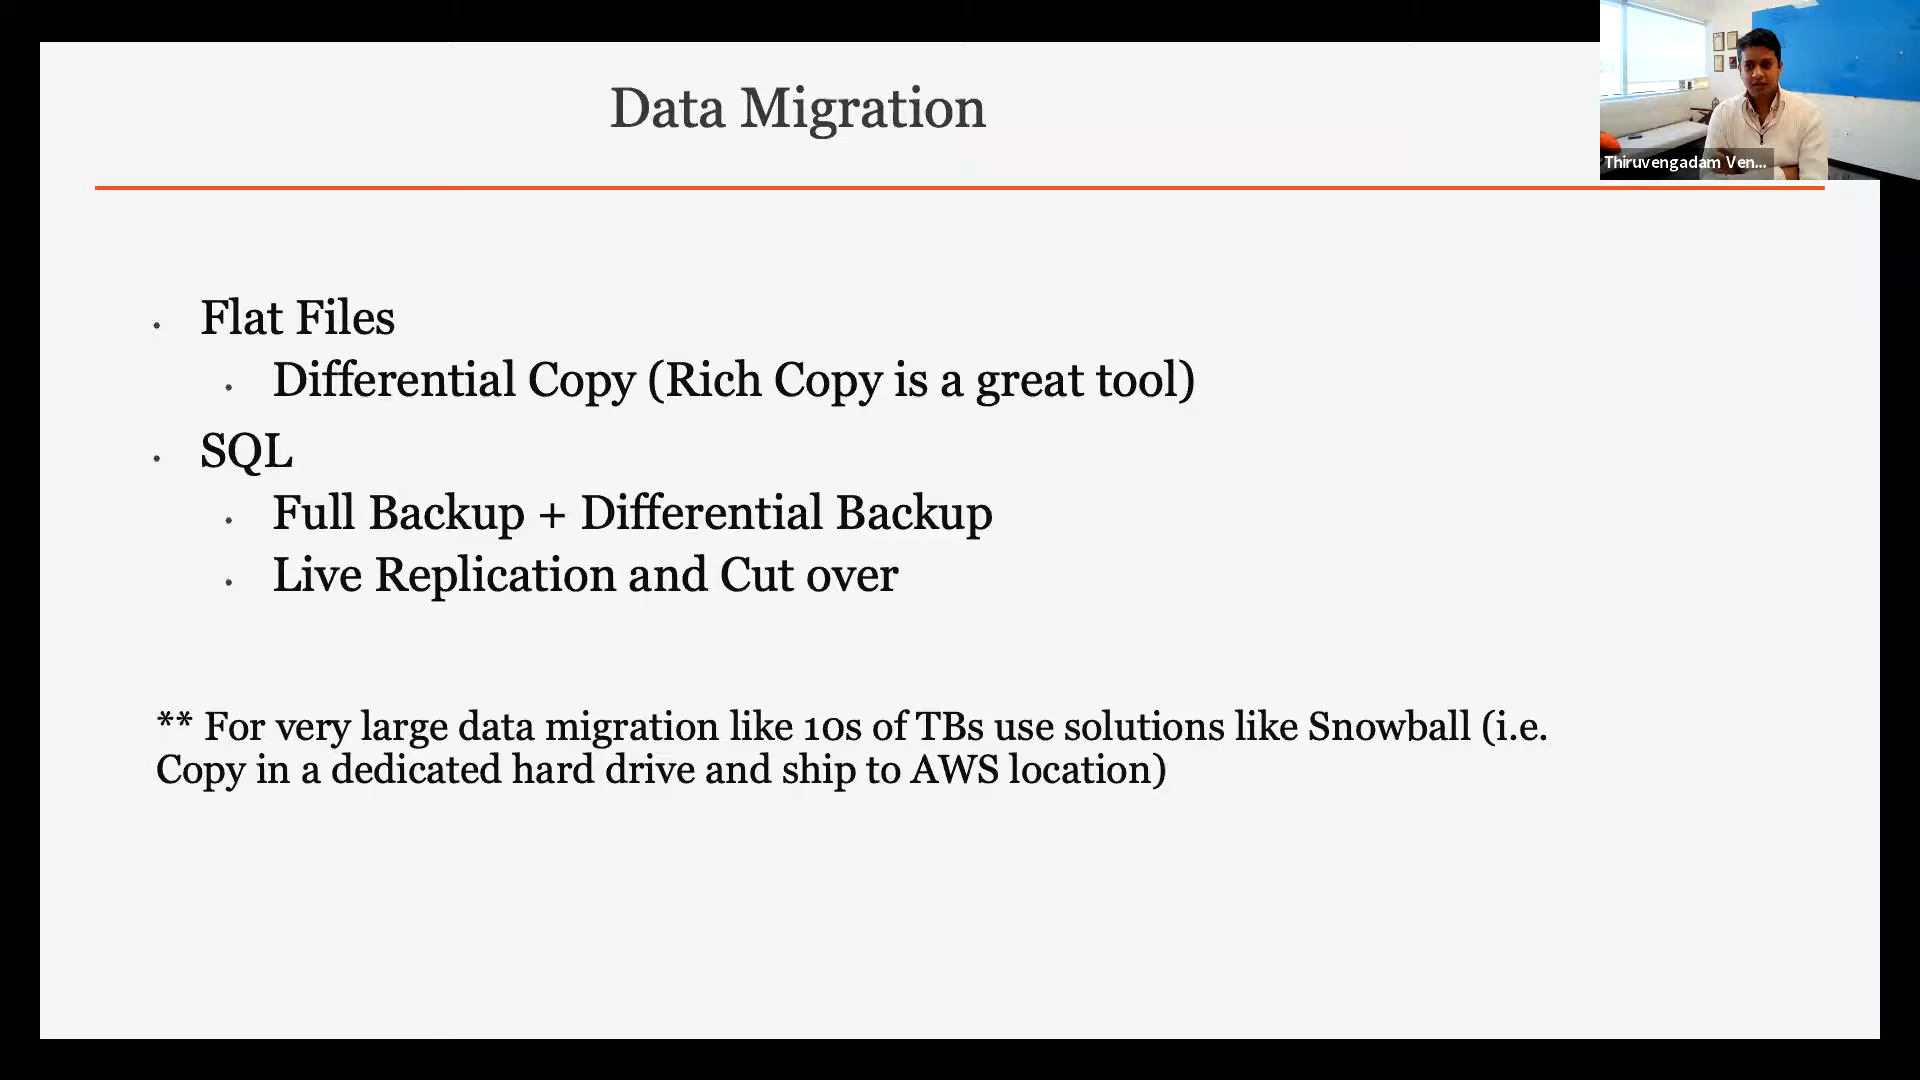 Data Migration
Thiruvengadam Ven...
• Flat Files
• Differential Copy (Rich Copy is a great tool)
• SQL
• Full Backup + Differential Backup
• Live Replication and Cut over
** For very large data migration like 10s of TBs use solutions like Snowball (i.e.
Copy in a dedicated hard drive and ship to AWS location)